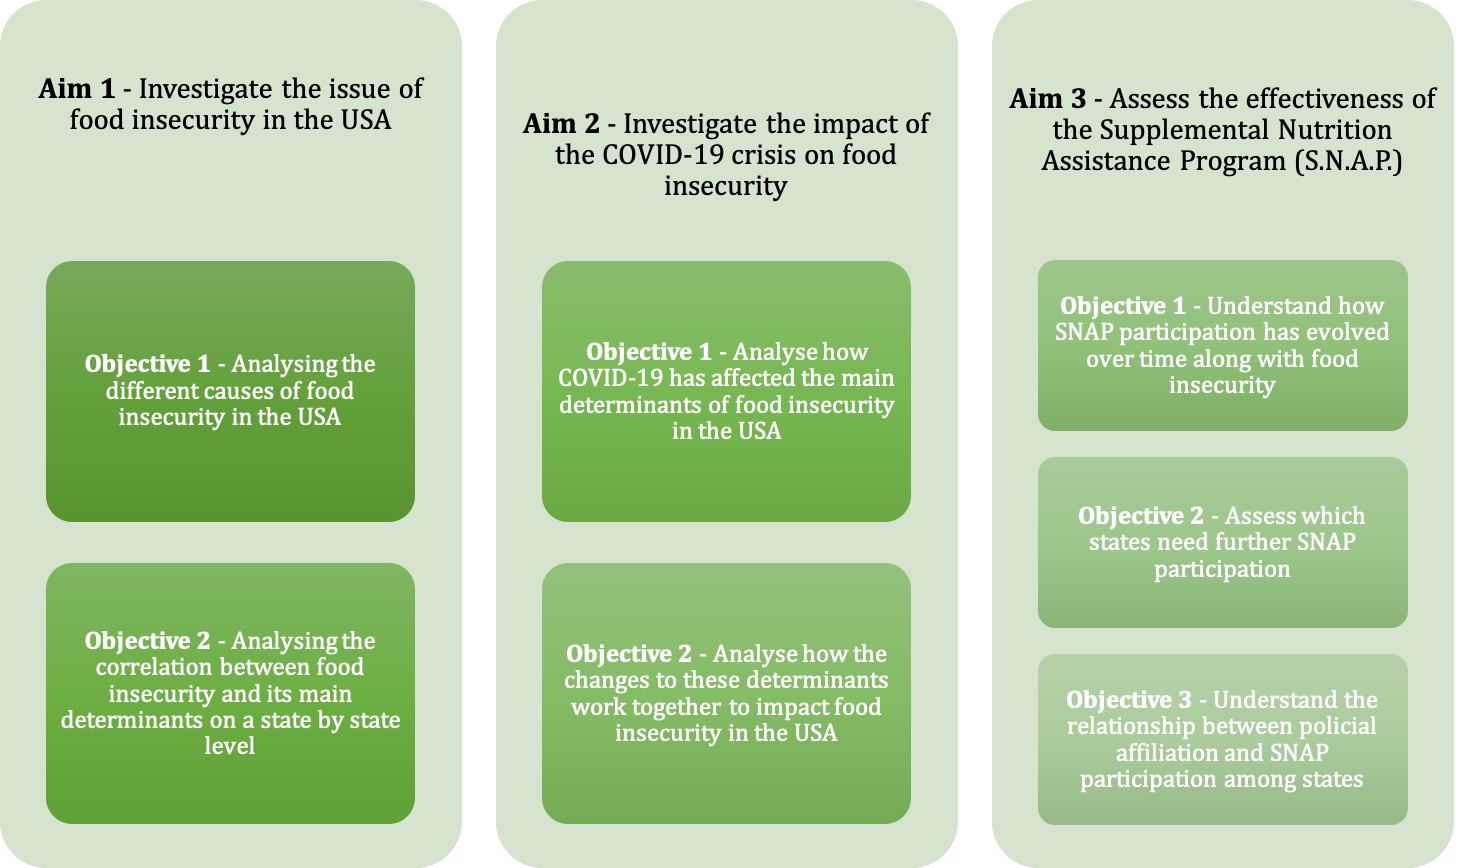 Aim 1 - Investigate the issue of
food insecurity in the USA
Objective 1 - Analysing the
different causes of food
insecurity in the USA
Objective 2 - Analysing the
correlation between food
insecurity and its main
determinants on a state by state
level
Aim 2 - Investigate the impact of
the COVID-19 crisis on food
insecurity
Objective 1 - Analyse how
COVID-19 has affected the main
determinants of food insecurity
in the USA
Objective 2 - Analyse how the
changes to these determinants
work together to impact food
insecurity in the USA
Aim 3 - Assess the effectiveness of
the Supplemental Nutrition
Assistance Program (S.N.A.P.)
Objective 1 - Understand how
SNAP participation has evolved
over time along with food
insecurity
Objective 2 - Assess which
states need further SNAP
participation
Objective 3 - Understand the
relationship between policial
affiliation and SNAP
participation among states